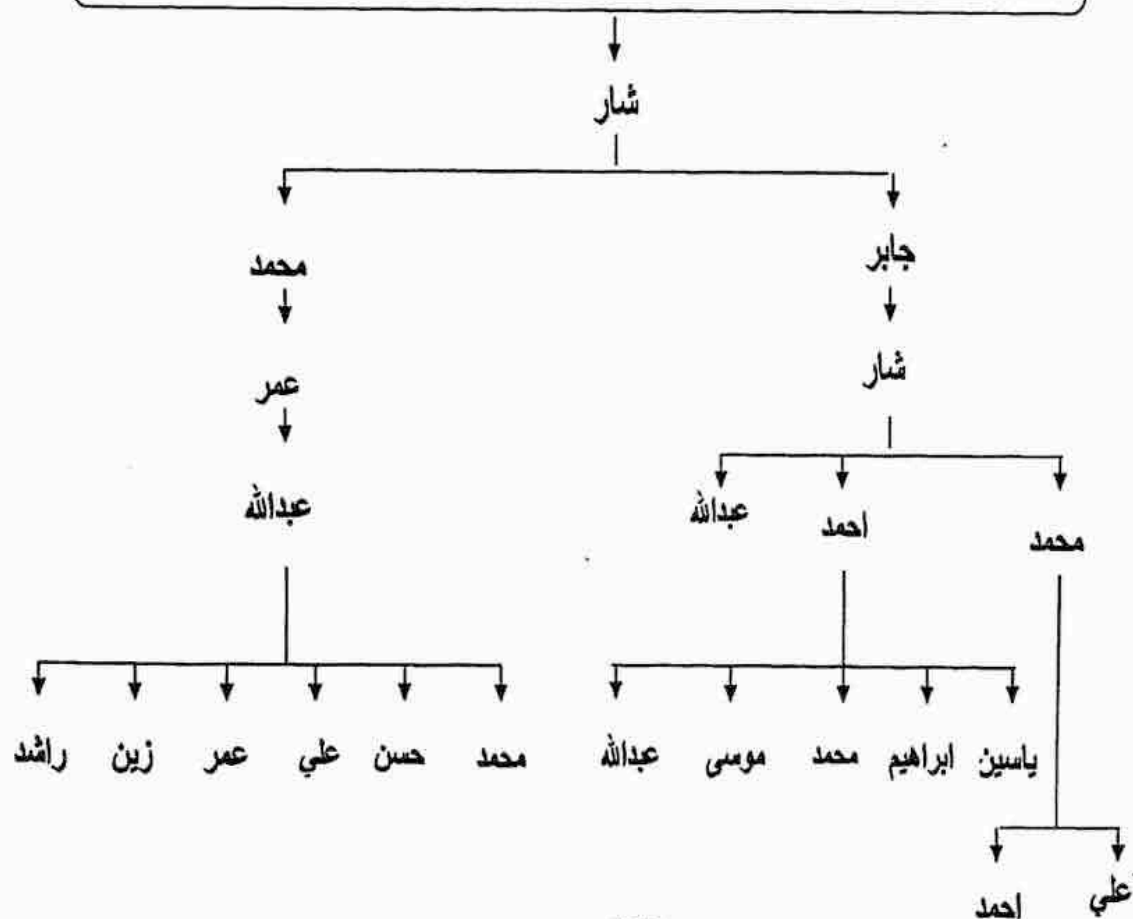 شار
جابر محمد
شار عمر
محمد احمد عبدالله عبدالله
ياسين ابراهيم محمد موسى عبدالله محمد حسن علي عمر زين راشد
علي احمد